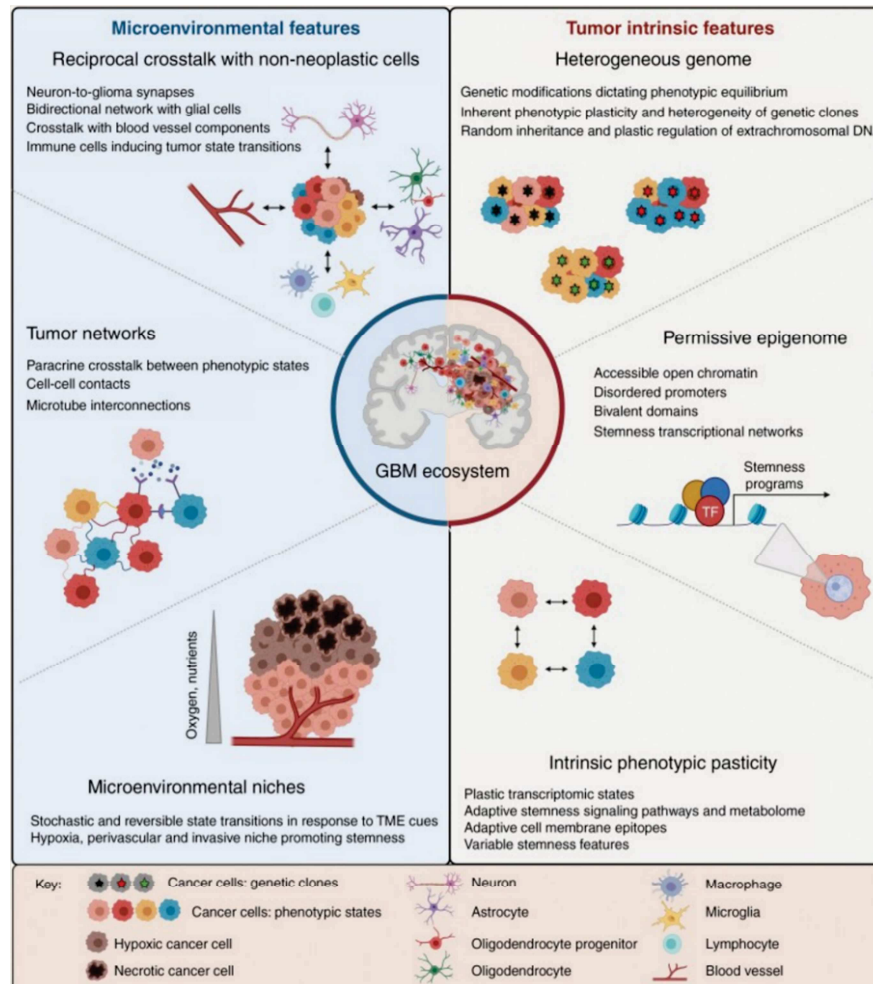 Microenvironmental features
Reciprocal crosstalk with non-neoplastic cells
Neuron-to-glioma synapses
Bidirectional network with glial cells
Crosstalk with blood vessel components
Immune cells inducing tumor state transitions
Tumor networks
Paracrine crosstalk between phenotypic states
Cell-cell contacts
Microtube interconnections
Oxygen, nutrients
Microenvironmental niches
Stochastic and reversible state transitions in response to TME cues
Hypoxia, perivascular and invasive niche promoting stemness
GBM ecosystem
Tumor intrinsic features
Heterogeneous genome
Genetic modifications dictating phenotypic equilibrium
Inherent phenotypic plasticity and heterogeneity of genetic clones
Random inheritance and plastic regulation of extrachromosomal DN
Permissive epigenome
Accessible open chromatin
Disordered promoters
Bivalent domains
Stemness transcriptional networks
Stemness
programs
TF
Intrinsic phenotypic pasticity
Plastic transcriptomic states
Adaptive stemness signaling pathways and metabolome
Adaptive cell membrane epitopes
Variable stemness features
Key:
Cancer cells: genetic clones
Cancer cells: phenotypic states
Hypoxic cancer cell
Necrotic cancer cell
Neuron
Astrocyte
Oligodendrocyte progenitor
Oligodendrocyte
Macrophage
Microglia
Lymphocyte
Blood vessel